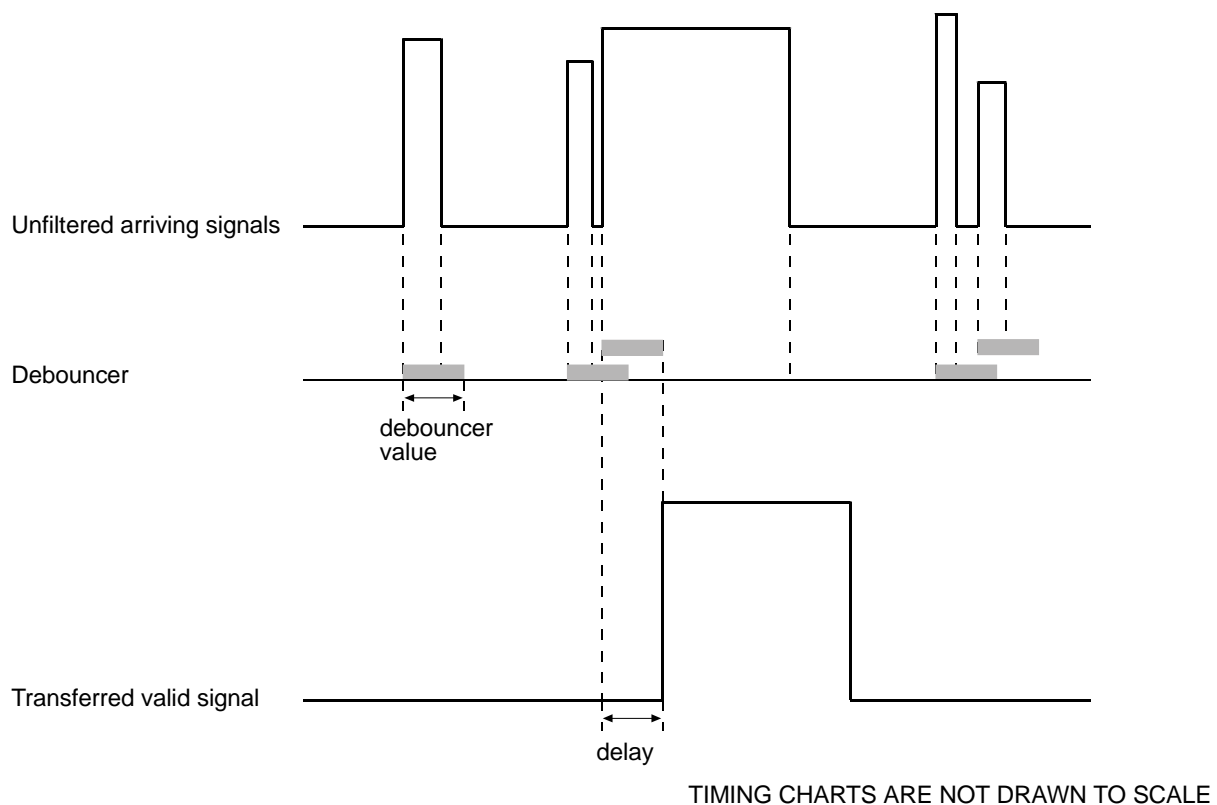 Unfiltered arriving signals
Debouncer
debouncer
value
Transferred valid signal
delay
TIMING CHARTS ARE NOT DRAWN TO SCALE